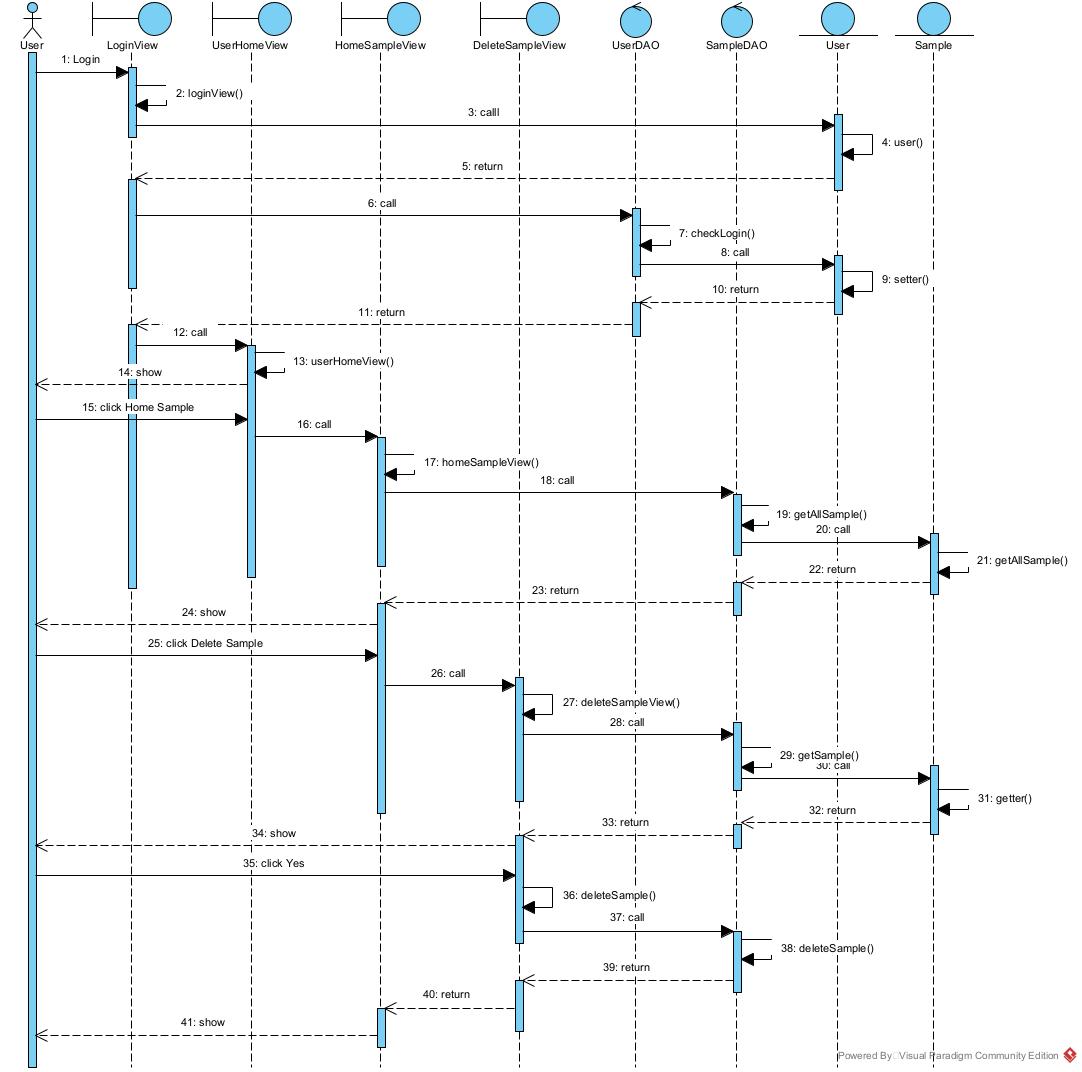 User
LoginView
UserHomeView
HomeSampleView
DeleteSampleView
UserDAO
SampleDAO
User
Sample
1: Login
2: loginView()
3: calll
4: user()
5: return
6: call
7: checkLogin()
8: call
9: setter()
10: return
11: return
12: call
13: userHomeView()
14: show
15: click Home Sample
16: call
17: homeSampleView()
18: call
19: getAllSample()
20: call
21: getAllSample()
22: return
23: return
24: show
25: click Delete Sample
26: call
27: deleteSampleView()
28: call
29: getSample()
30: call
31: getter()
32: return
33: return
34: show
35: click Yes
36: deleteSample()
37: call
38: deleteSample()
39: return
40: return
41: show
Powered By Visual Paradigm Community Edition